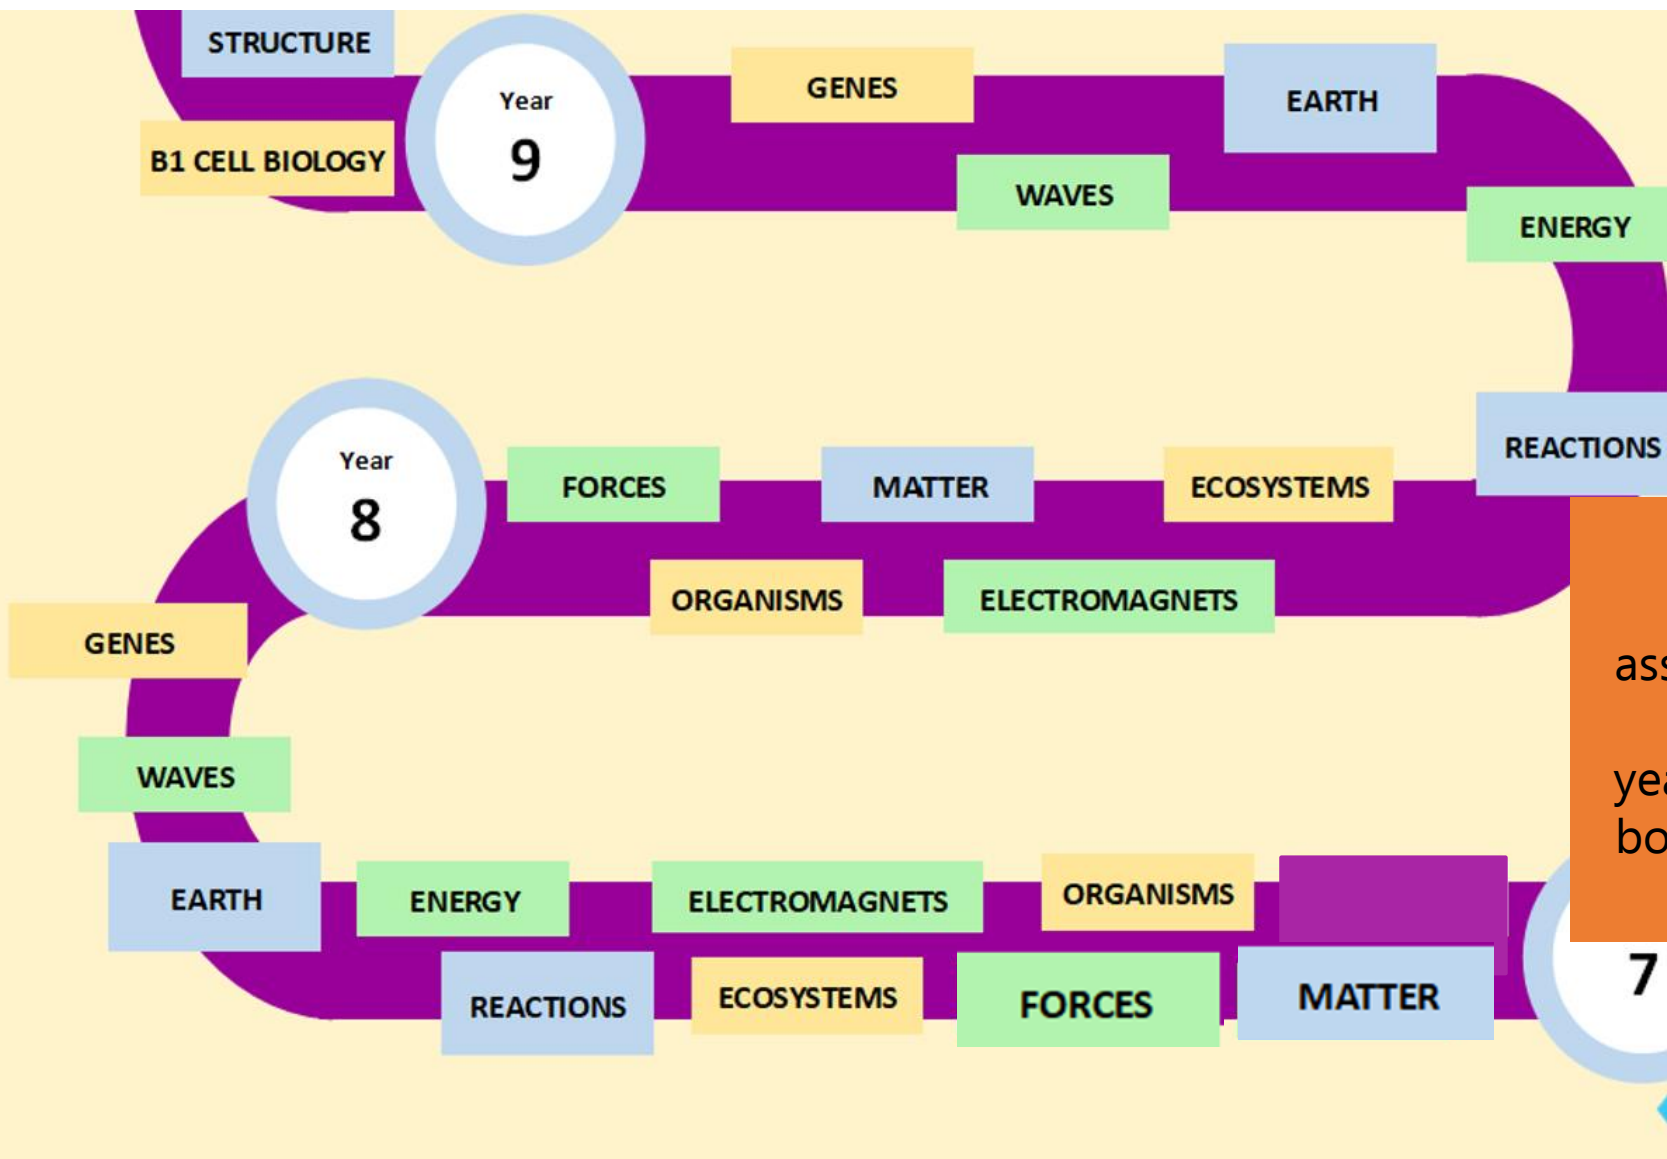 STRUCTURE
B1 CELL BIOLOGY
Year
9
GENES
WAVES
EARTH
ENERGY
REACTIONS
Year
8
FORCES
MATTER
ECOSYSTEMS
ORGANISMS
ELECTROMAGNETS
GENES
WAVES
EARTH
ENERGY
ELECTROMAGNETS
ORGANISMS
REACTIONS
ECOSYSTEMS
FORCES
MATTER
7